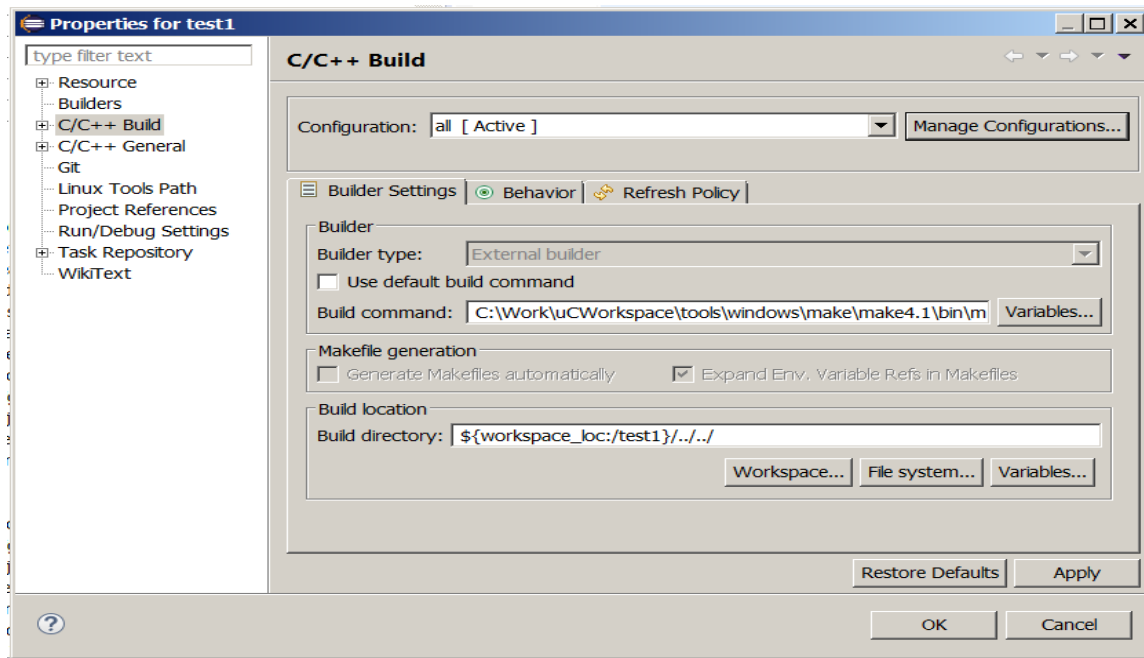 Properties for test1
type filter text
Resource
Builders
C/C++ Build
C/C++ General
Git
Linux Tools Path
Project References
Run/Debug Settings
Task Repository
WikiText
C/C++ Build
Configuration: all [ Active ] Manage Configurations...
Builder Settings Behavior Refresh Policy
Builder
Builder type: External builder
Use default build command
Build command: C:\Work\uCWorkspace\tools\windows\make\make4.1\bin\m Variables...
Makefile generation
Generate Makefiles automatically Expand Env. Variable Refs in Makefiles
Build location
Build directory: ${workspace_loc:/test1}/../../
Workspace... File system... Variables...
Restore Defaults Apply
? OK Cancel